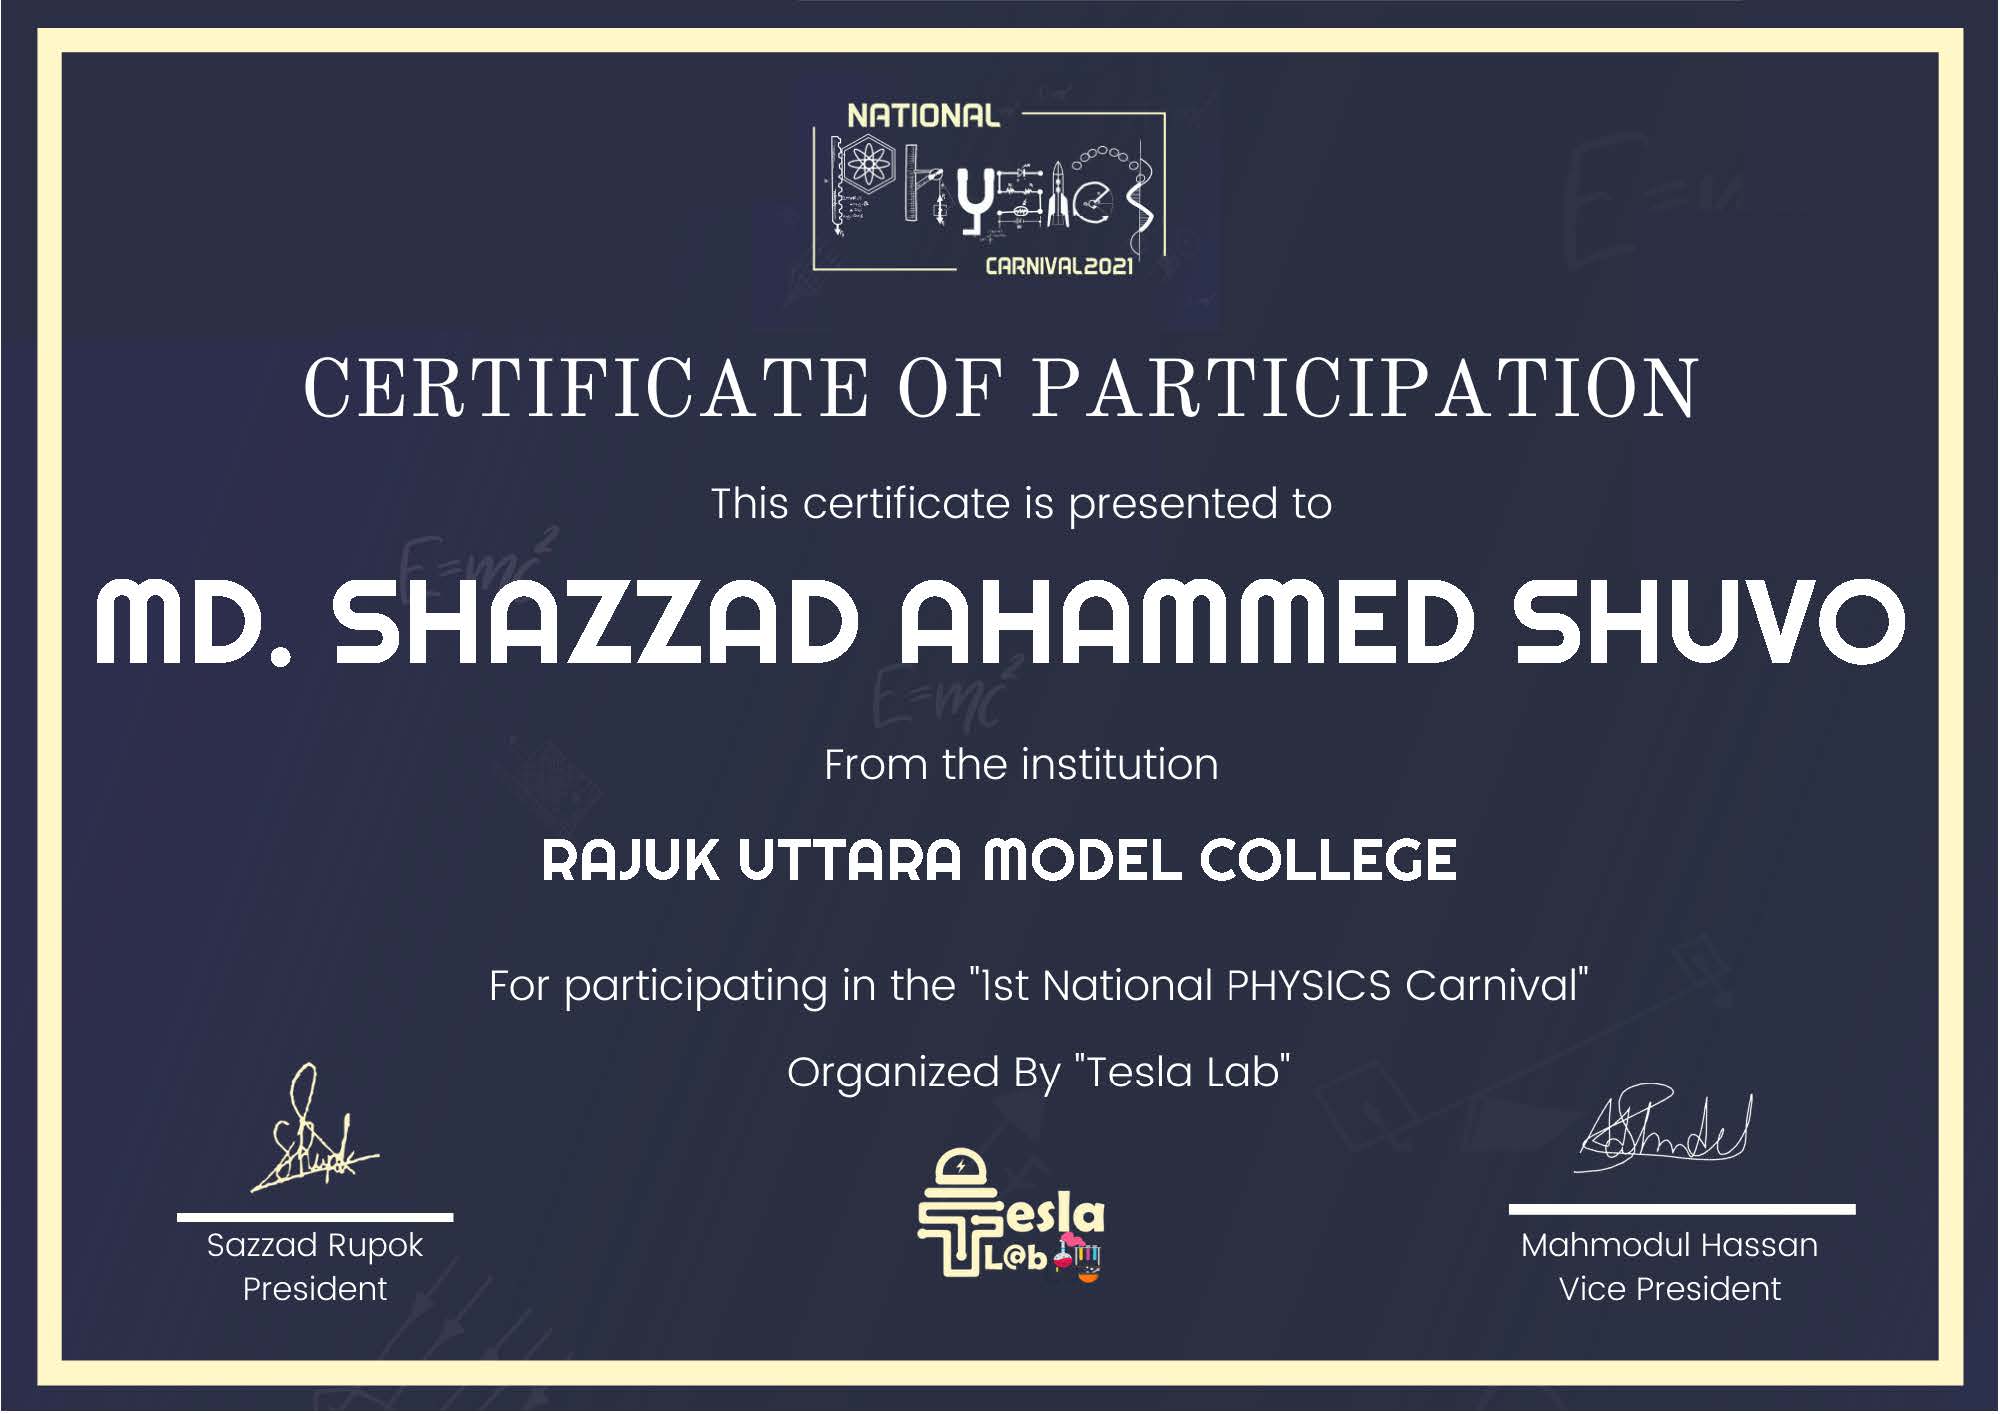 NATIONAL
Physics
CARNIVAL2021
CERTIFICATE OF PARTICIPATION
This certificate is presented to
MD. SHAZZAD AHAMMED SHUVO
From the institution
RAJUK UTTARA MODEL COLLEGE
For participating in the "1st National PHYSICS Carnival"
Organized By "Tesla Lab"
Tesla
L@b
Sazzad Rupok
President
Mahmodul Hassan
Vice President
E=mc²
E=mc²